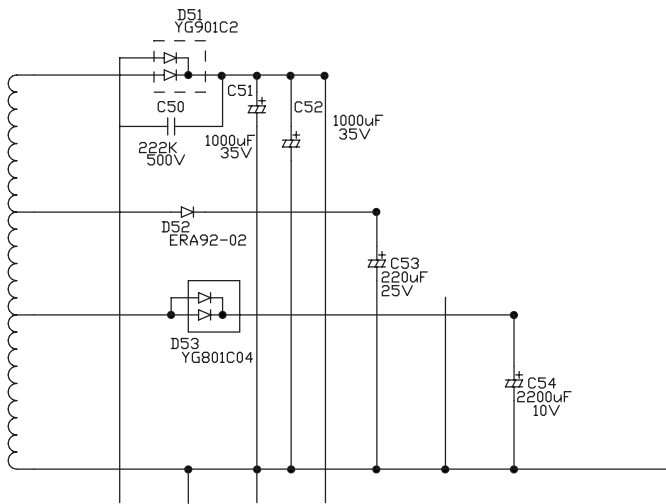 D51
YG901C2
C50
222K
500V
C51
1000uF
35V
C52
1000uF
35V
D52
ERA92-02
C53
220uF
25V
D53
YG801C04
C54
2200uF
10V